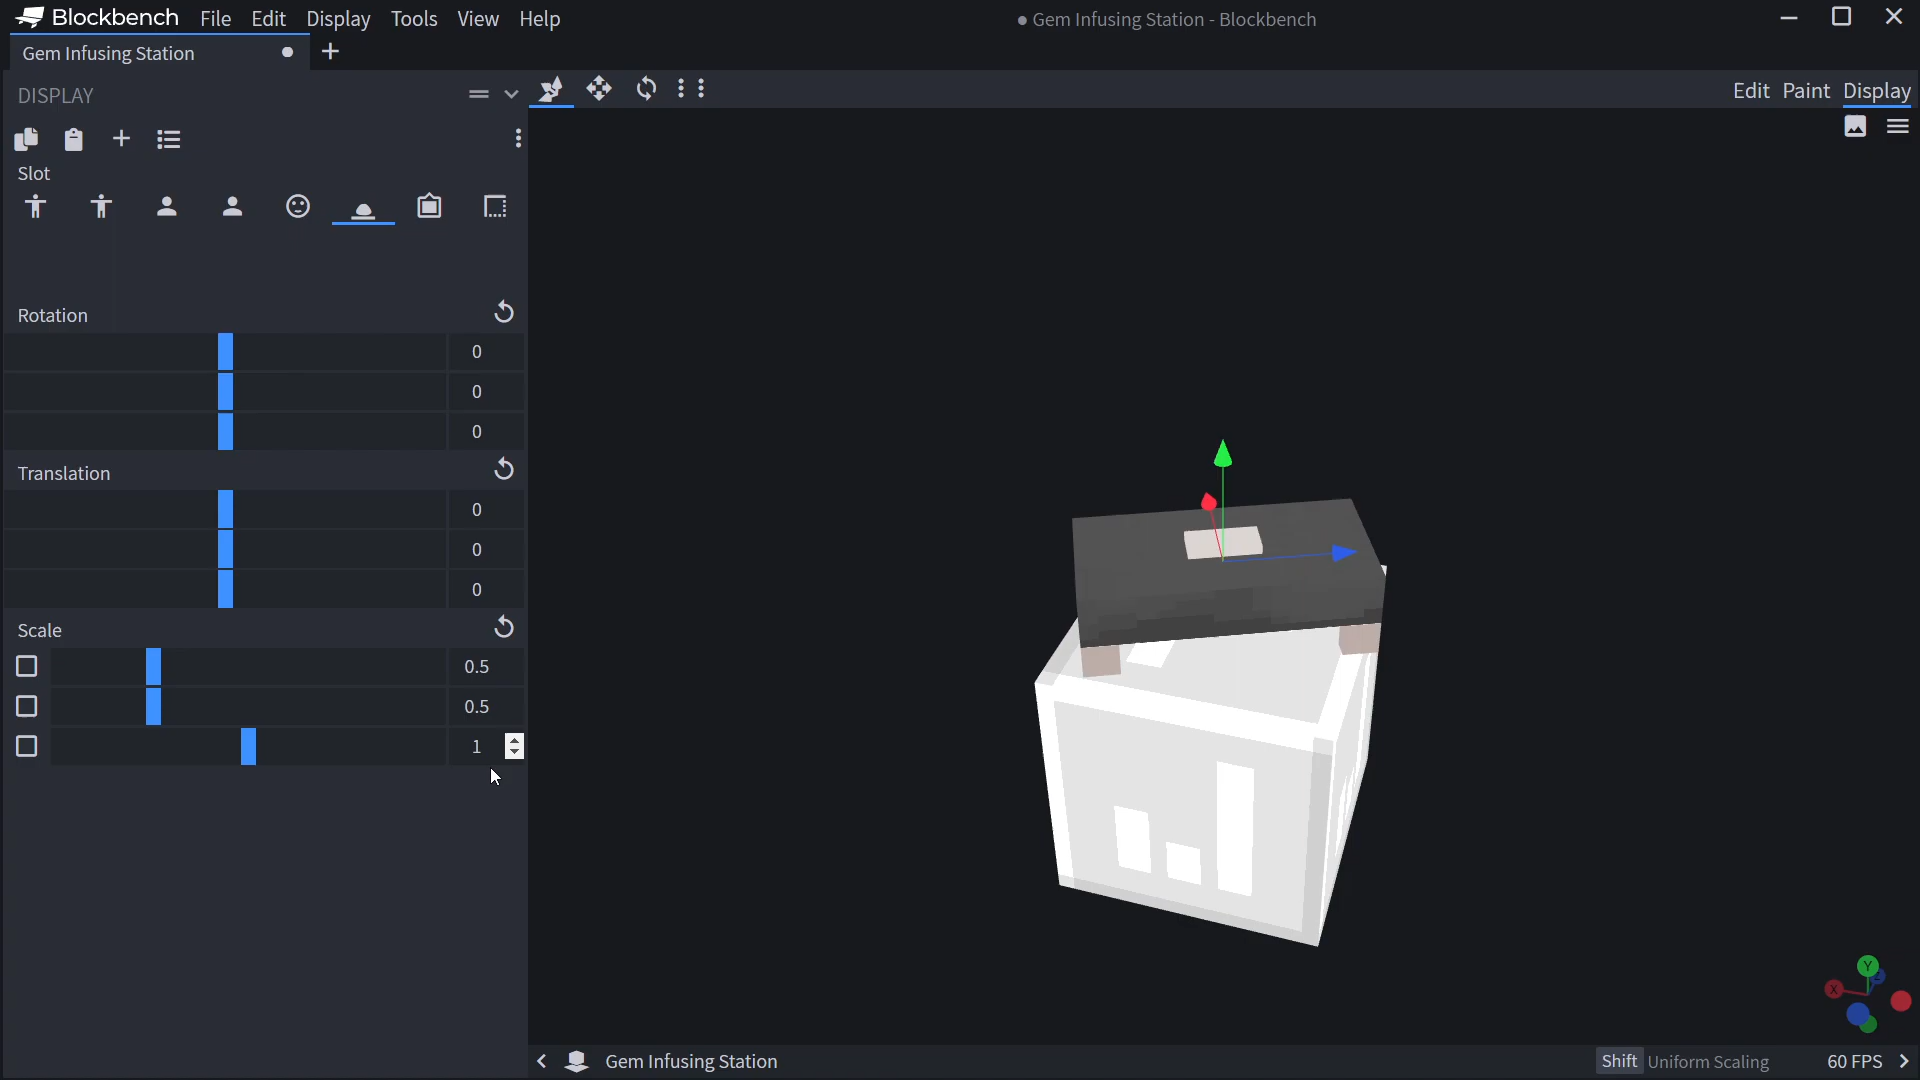 Blockbench File Edit Display Tools View Help
Gem Infusing Station - Blockbench
Gem Infusing Station
DISPLAY
Edit Paint Display
Slot
Rotation
0
0
0
Translation
0
0
0
Scale
0.5
0.5
1
Y
X
Gem Infusing Station
Shift Uniform Scaling 60 FPS